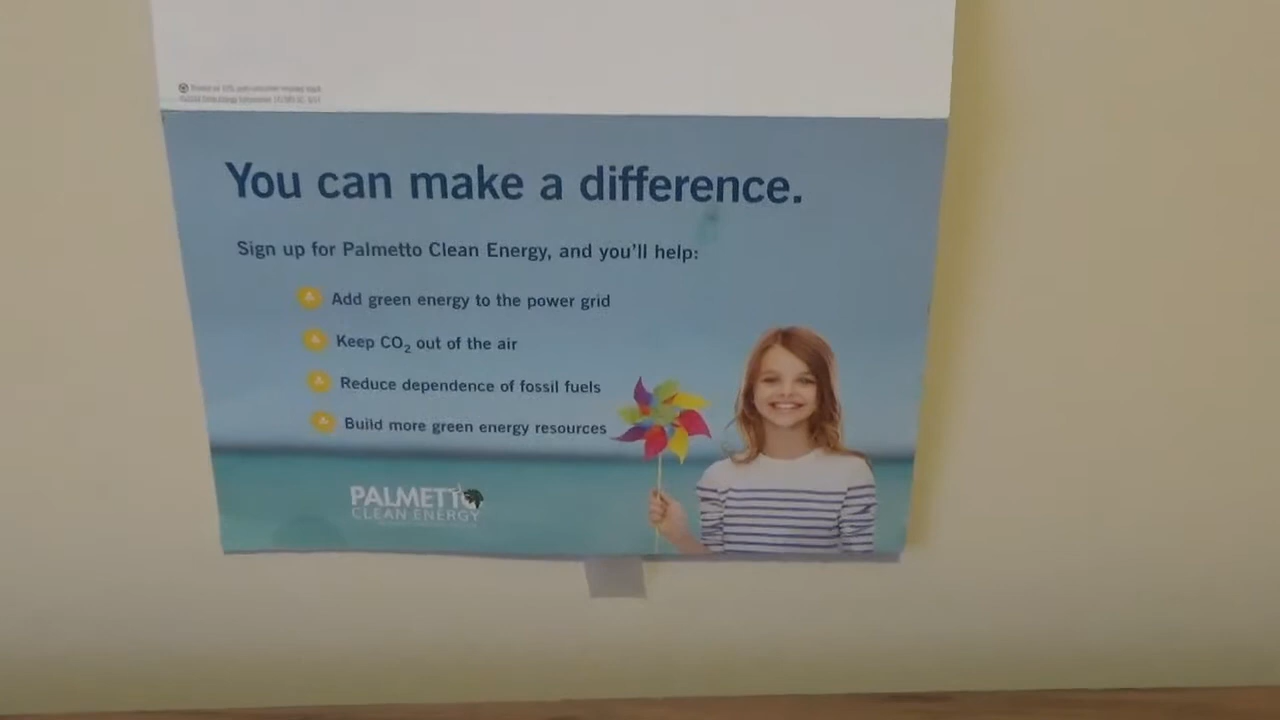 You can make a difference.
Sign up for Palmetto Clean Energy, and you'll help:
Add green energy to the power grid
Keep CO₂ out of the air
Reduce dependence of fossil fuels
Build more green energy resources
PALMETTO
CLEAN ENERGY